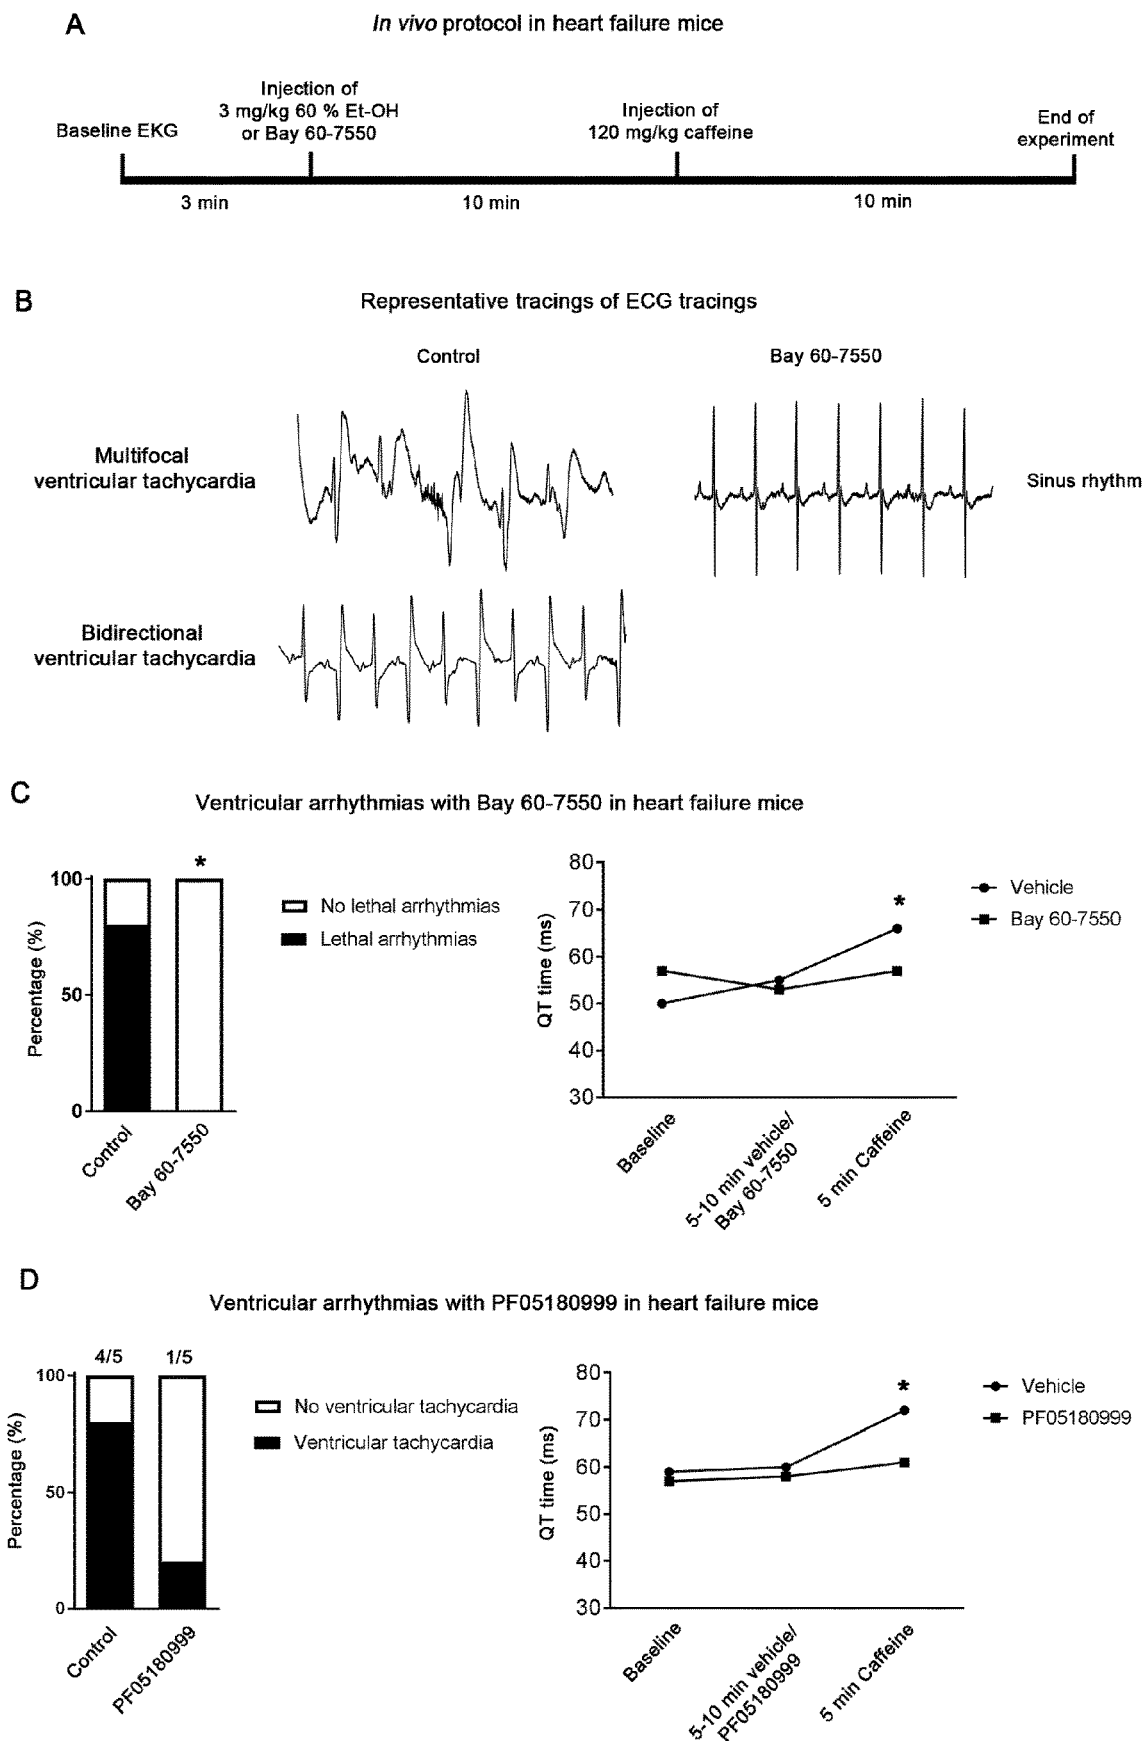 A
In vivo protocol in heart failure mice
Baseline EKG
Injection of
3 mg/kg 60 % Et-OH
or Bay 60-7550
Injection of
120 mg/kg caffeine
End of
experiment
3 min
10 min
10 min
B
Representative tracings of ECG tracings
Control
Bay 60-7550
Multifocal
ventricular tachycardia
Sinus rhythm
Bidirectional
ventricular tachycardia
C
Ventricular arrhythmias with Bay 60-7550 in heart failure mice
Percentage (%)
100
50
0
*
Control
Bay 60-7550
No lethal arrhythmias
Lethal arrhythmias
QT time (ms)
80
70
60
50
40
30
*
Baseline
5-10 min vehicle/
Bay 60-7550
5 min Caffeine
Vehicle
Bay 60-7550
D
Ventricular arrhythmias with PF05180999 in heart failure mice
Percentage (%)
100
50
0
4/5
1/5
Control
PF05180999
No ventricular tachycardia
Ventricular tachycardia
QT time (ms)
80
70
60
50
40
30
*
Baseline
5-10 min vehicle/
PF05180999
5 min Caffeine
Vehicle
PF05180999